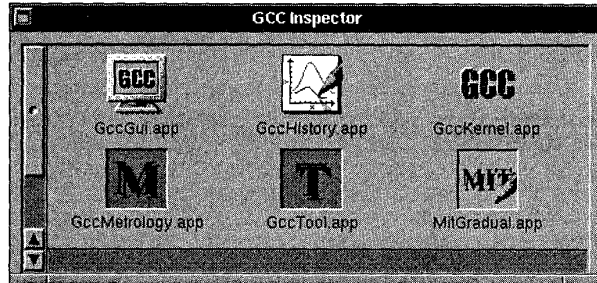 GCC Inspector
GCC
GCC
GccGui.app GccHistory.app GccKernel.app
M T MIT
GccMetrology.app GccTool.app MitGradual.app